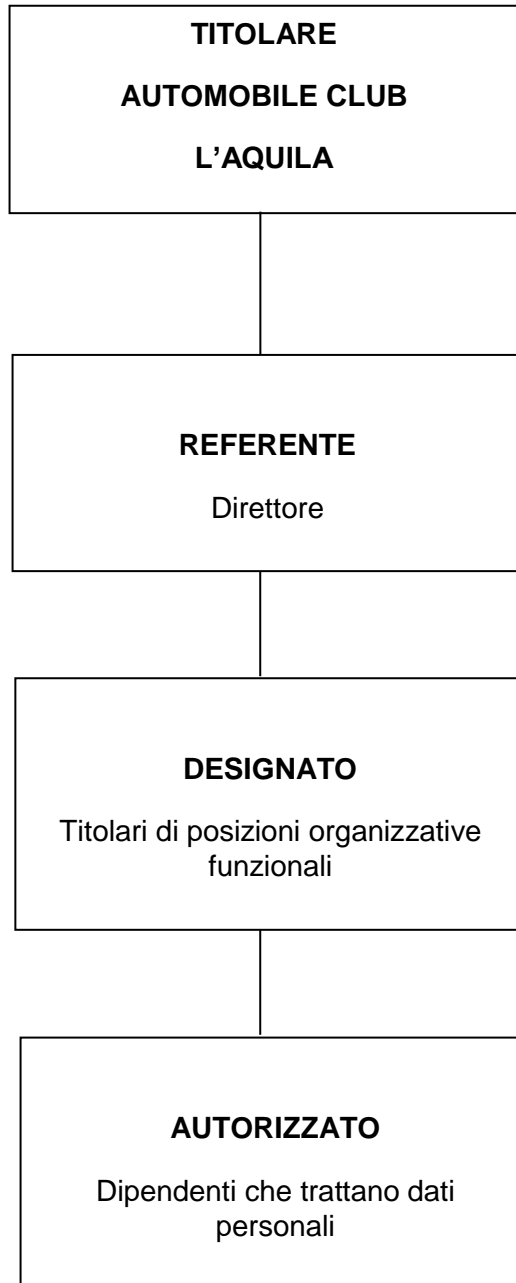 TITOLARE
AUTOMOBILE CLUB
L’AQUILA
REFERENTE
Direttore
DESIGNATO
Titolari di posizioni organizzative
funzionali
AUTORIZZATO
Dipendenti che trattano dati
personali